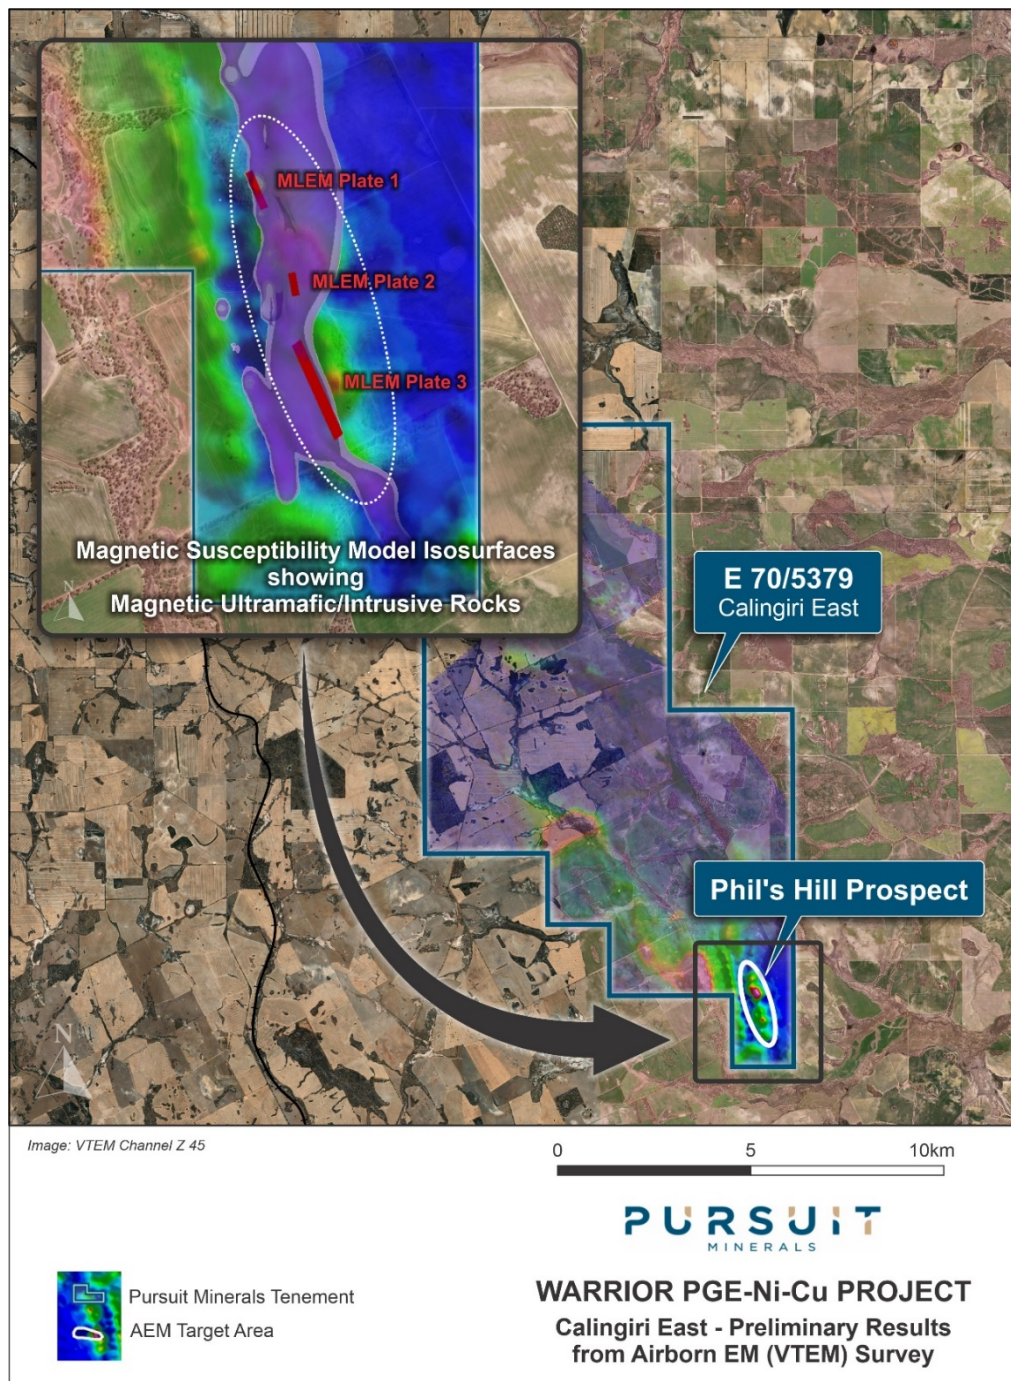 MLEM Plate 1
MLEM Plate 2
MLEM Plate 3
Magnetic Susceptibility Model Isosurfaces
showing
Magnetic Ultramafic/Intrusive Rocks
N
E 70/5379
Calingiri East
Phil's Hill Prospect
N
Image: VTEM Channel Z 45
0 5 10km
PURSUIT
MINERALS
Pursuit Minerals Tenement
AEM Target Area
WARRIOR PGE-Ni-Cu PROJECT
Calingiri East - Preliminary Results
from Airborn EM (VTEM) Survey